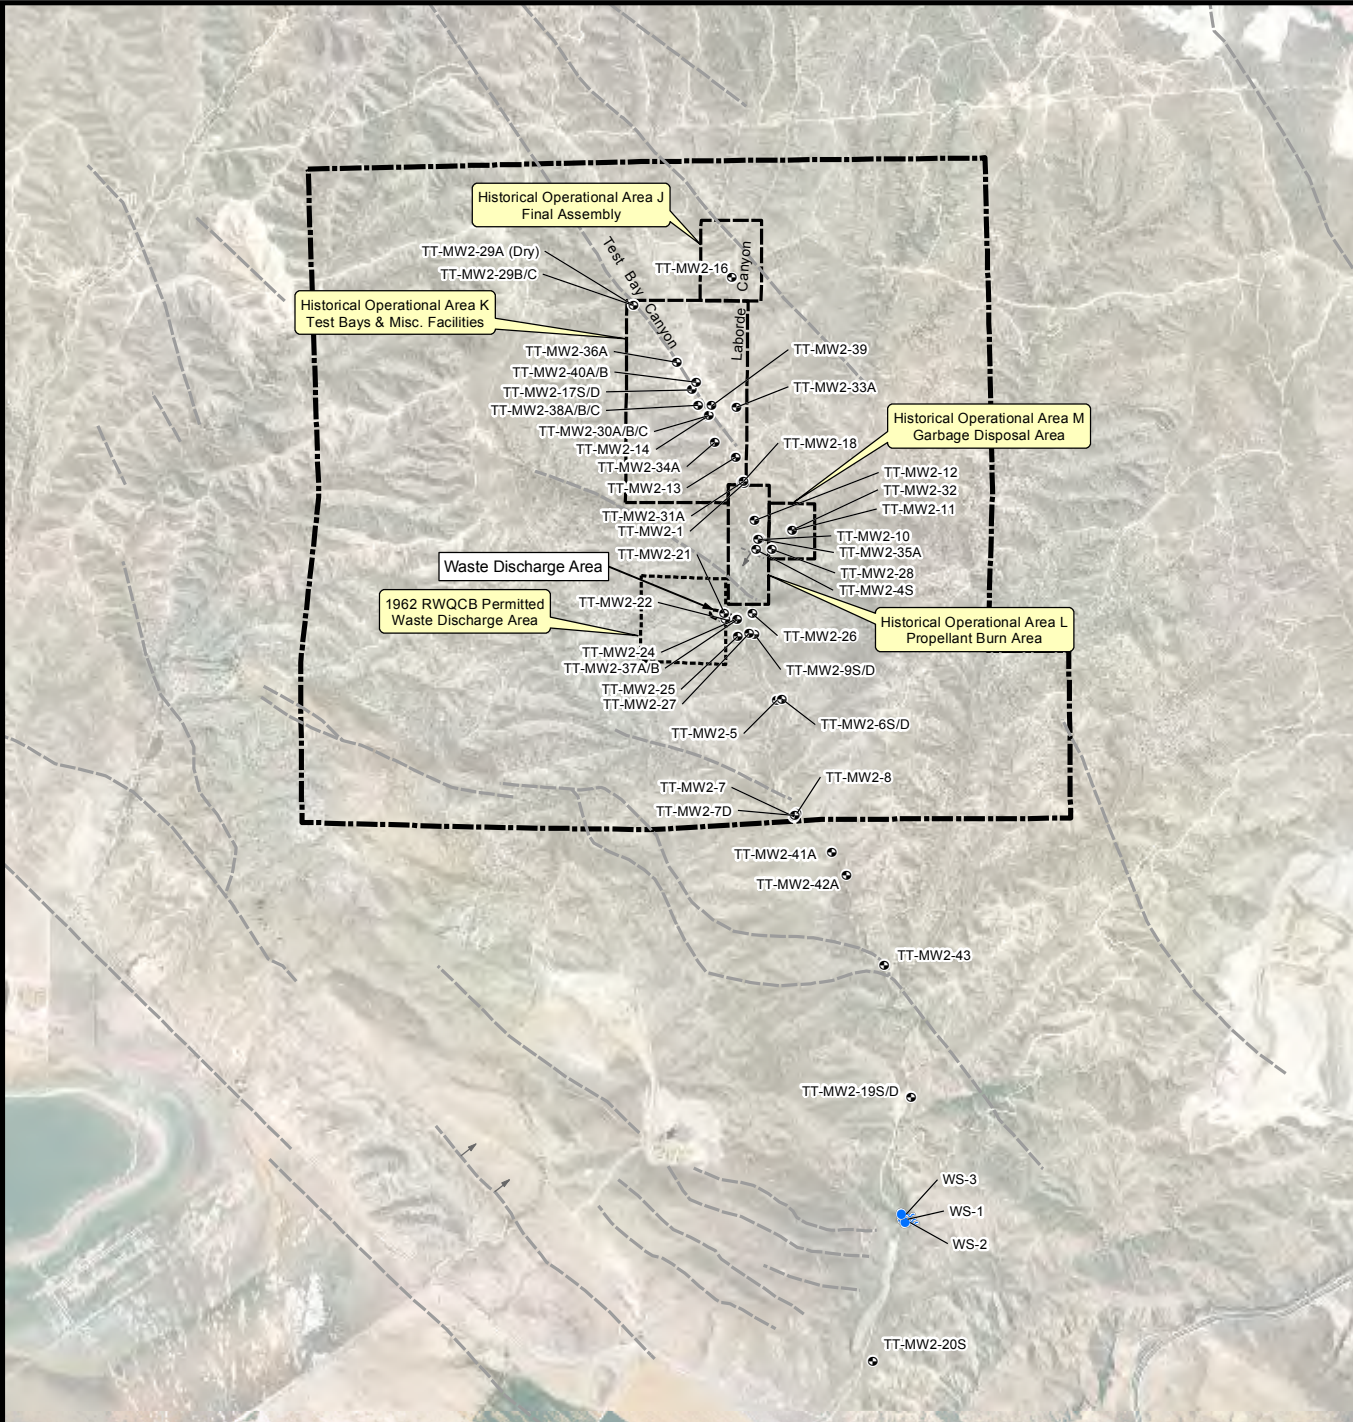 Historical Operational Area J
Final Assembly
TT-MW2-29A (Dry)
TT-MW2-29B/C
TT-MW2-16
Test Bay Canyon
Laborde Canyon
Historical Operational Area K
Test Bays & Misc. Facilities
TT-MW2-36A
TT-MW2-40A/B
TT-MW2-17S/D
TT-MW2-38A/B/C
TT-MW2-30A/B/C
TT-MW2-14
TT-MW2-34A
TT-MW2-13
TT-MW2-39
TT-MW2-33A
Historical Operational Area M
Garbage Disposal Area
TT-MW2-18
TT-MW2-12
TT-MW2-32
TT-MW2-11
TT-MW2-31A
TT-MW2-1
TT-MW2-10
TT-MW2-35A
TT-MW2-21
TT-MW2-28
TT-MW2-4S
Waste Discharge Area
1962 RWQCB Permitted
Waste Discharge Area
TT-MW2-22
Historical Operational Area L
Propellant Burn Area
TT-MW2-26
TT-MW2-24
TT-MW2-37A/B
TT-MW2-9S/D
TT-MW2-25
TT-MW2-27
TT-MW2-5
TT-MW2-6S/D
TT-MW2-8
TT-MW2-7
TT-MW2-7D
TT-MW2-41A
TT-MW2-42A
TT-MW2-43
TT-MW2-19S/D
WS-3
WS-1
WS-2
TT-MW2-20S